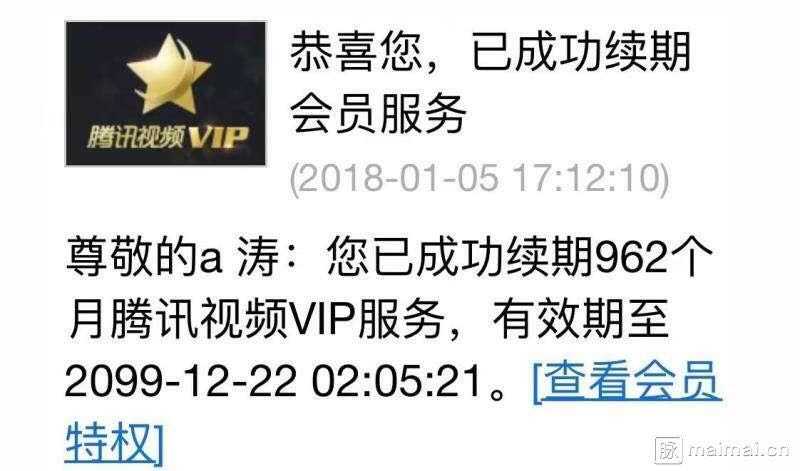 恭喜您，已成功续期
会员服务
腾讯视频VIP
(2018-01-05 17:12:10)
尊敬的a 涛：您已成功续期962个
月腾讯视频VIP服务，有效期至
2099-12-22 02:05:21。[查看会员
特权]
脉 maimai.cn